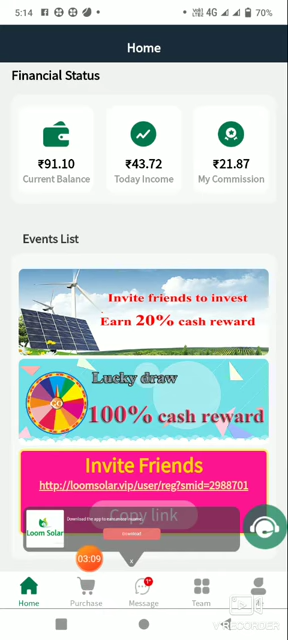 5:14
4G
70%
Home
Financial Status
₹91.10
₹43.72
₹21.87
Current Balance
Today Income
My Commission
Events List
Invite friends to invest
Earn 20% cash reward
Lucky draw
100% cash reward
Invite Friends
http://loomsolar.vip/user/reg?smid=2988701
Copy link
Loom Solar
Download
03:09
Home
Purchase
Message
Team
VRECORDER